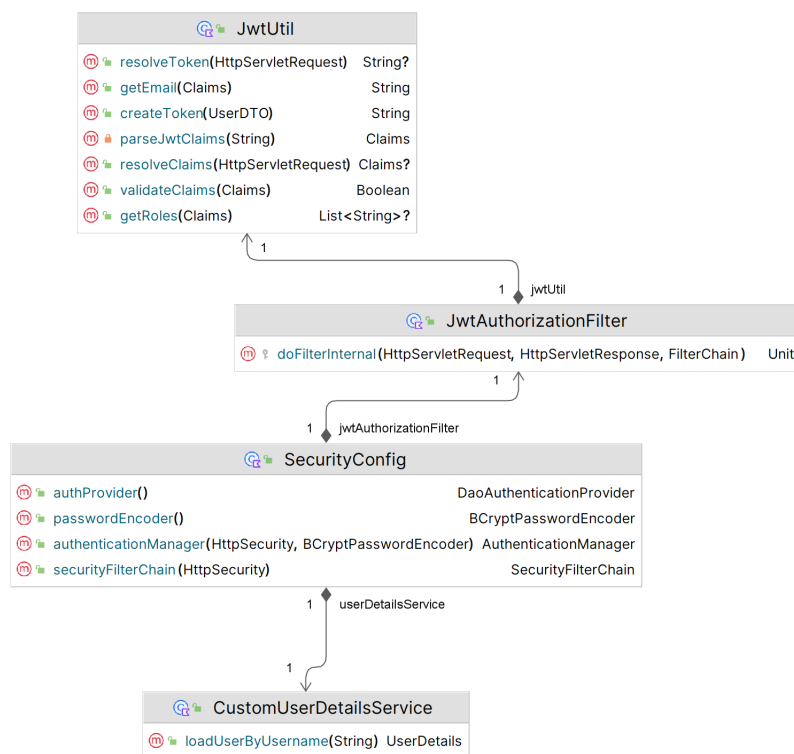 JwtUtil
resolveToken(HttpServletRequest) String?
getEmail(Claims) String
createToken(UserDTO) String
parseJwtClaims(String) Claims
resolveClaims(HttpServletRequest) Claims?
validateClaims(Claims) Boolean
getRoles(Claims) List<String>?
1
1 jwtUtil
JwtAuthorizationFilter
doFilterInternal(HttpServletRequest, HttpServletResponse, FilterChain) Unit
1
1 jwtAuthorizationFilter
SecurityConfig
authProvider() DaoAuthenticationProvider
passwordEncoder() BCryptPasswordEncoder
authenticationManager(HttpSecurity, BCryptPasswordEncoder) AuthenticationManager
securityFilterChain(HttpSecurity) SecurityFilterChain
1 userDetailsService
1
CustomUserDetailsService
loadUserByUsername(String) UserDetails